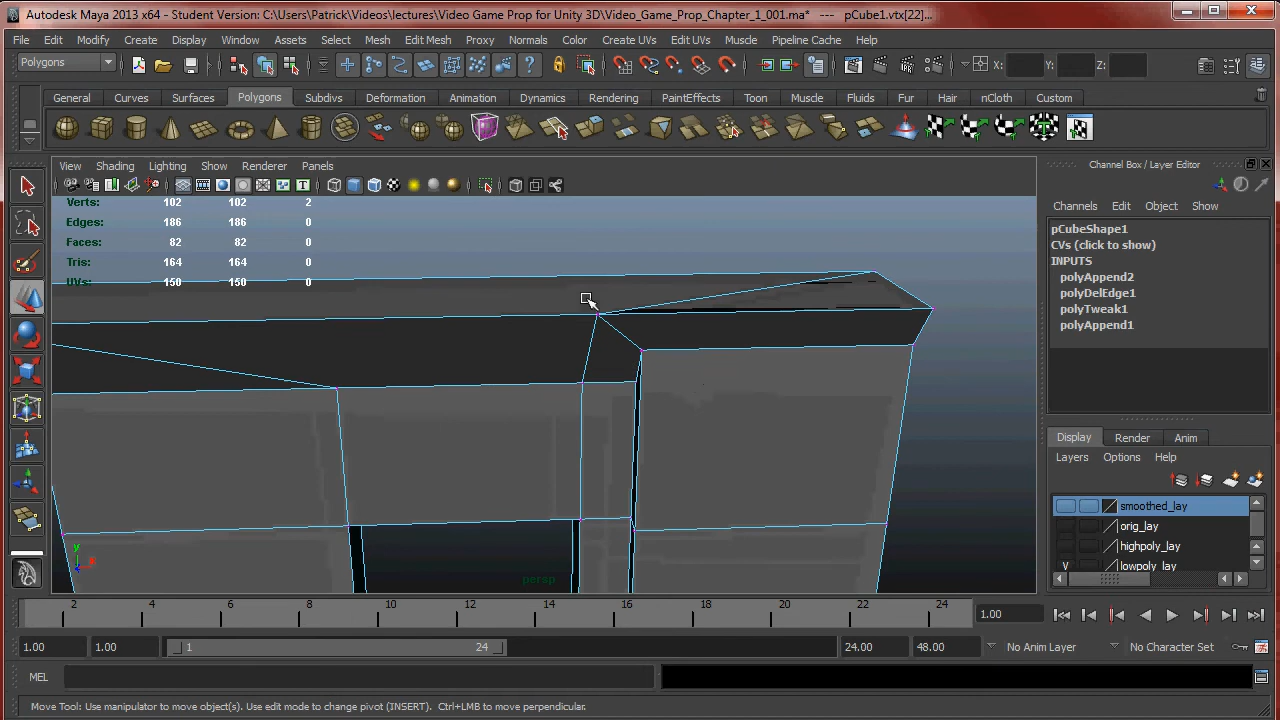 Autodesk Maya 2013 x64 - Student Version: C:\Users\Patrick\Videos\lectures\Video Game Prop for Unity 3D\Video_Game_Prop_Chapter_1_001.ma* --- pCube1.vtx[22]...
File Edit Modify Create Display Window Assets Select Mesh Edit Mesh Proxy Normals Color Create UVs Edit UVs Muscle Pipeline Cache Help
Polygons X: Y: Z:
General Curves Surfaces Polygons Subdivs Deformation Animation Dynamics Rendering PaintEffects Toon Muscle Fluids Fur Hair nCloth Custom
View Shading Lighting Show Renderer Panels
Channel Box / Layer Editor
Channels Edit Object Show
Verts: 102 102 2
Edges: 186 186 0
Faces: 82 82 0
Tris: 164 164 0
UVs: 150 150 0
pCubeShape1
CVs (click to show)
INPUTS
polyAppend2
polyDelEdge1
polyTweak1
polyAppend1
Display Render Anim
Layers Options Help
smoothed_lay
orig_lay
highpoly_lay
V lowpoly_lay
y
x
persp
2 4 6 8 10 12 14 16 18 20 22 24 1.00
1.00 1.00 1 24 24.00 48.00 No Anim Layer No Character Set
MEL
Move Tool: Use manipulator to move object(s). Use edit mode to change pivot (INSERT). Ctrl+LMB to move perpendicular.